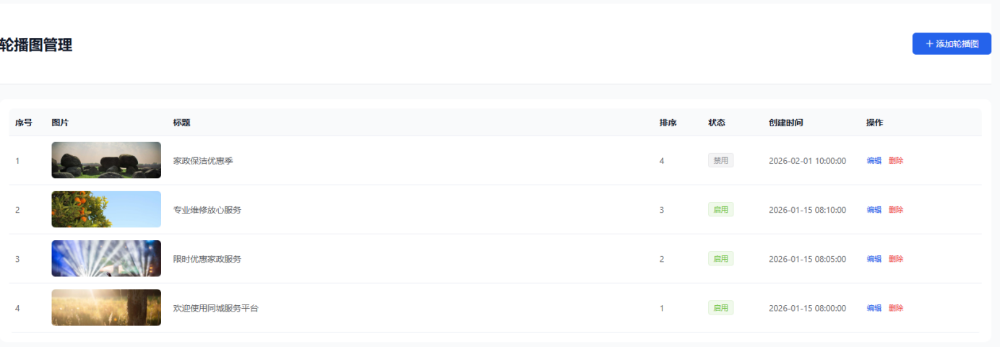 轮播图管理
＋ 添加轮播图
序号 图片 标题 排序 状态 创建时间 操作
1 家政保洁优惠季 4 禁用 2026-02-01 10:00:00 编辑 删除
2 专业维修放心服务 3 启用 2026-01-15 08:10:00 编辑 删除
3 限时优惠家政服务 2 启用 2026-01-15 08:05:00 编辑 删除
4 欢迎使用同城服务平台 1 启用 2026-01-15 08:00:00 编辑 删除